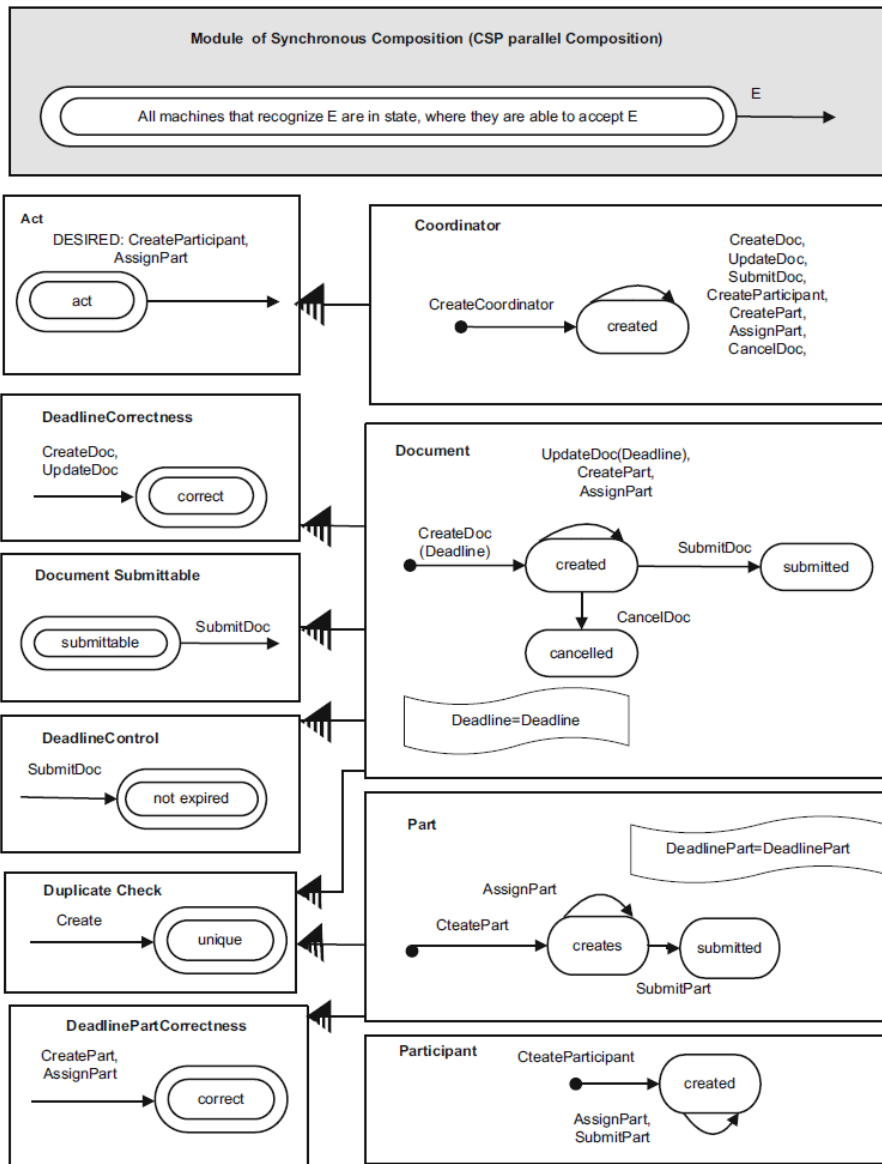 Module of Synchronous Composition (CSP parallel Composition)
All machines that recognize E are in state, where they are able to accept E
E
Act
DESIRED: CreateParticipant,
AssignPart
act
Coordinator
CreateCoordinator
created
CreateDoc,
UpdateDoc,
SubmitDoc,
CreateParticipant,
CreatePart,
AssignPart,
CancelDoc,
DeadlineCorrectness
CreateDoc,
UpdateDoc
correct
Document
UpdateDoc(Deadline),
CreatePart,
AssignPart
CreateDoc
(Deadline)
created
SubmitDoc
submitted
CancelDoc
cancelled
Deadline=Deadline
Document Submittable
submittable
SubmitDoc
DeadlineControl
SubmitDoc
not expired
Part
DeadlinePart=DeadlinePart
AssignPart
CteatePart
creates
submitted
SubmitPart
Duplicate Check
Create
unique
DeadlinePartCorrectness
CreatePart,
AssignPart
correct
Participant
CteateParticipant
created
AssignPart,
SubmitPart